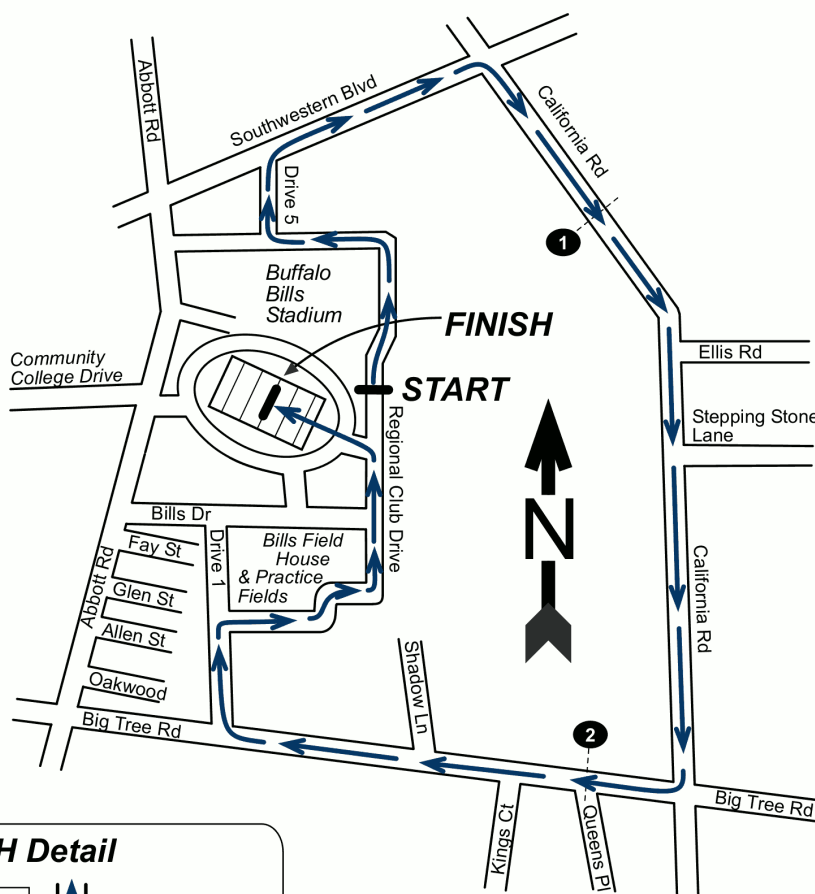 Abbott Rd
Southwestern Blvd
California Rd
Drive 5
1
Buffalo
Bills
Stadium
FINISH
Ellis Rd
Community
College Drive
START
Stepping Stone
Lane
Regional Club Drive
N
Bills Dr
Fay St
Drive 1
Bills Field
House
& Practice
Fields
Abbott Rd
Glen St
California Rd
Allen St
Oakwood
Shadow Ln
Big Tree Rd
2
Big Tree Rd
Kings Ct
Queens Pl
H Detail